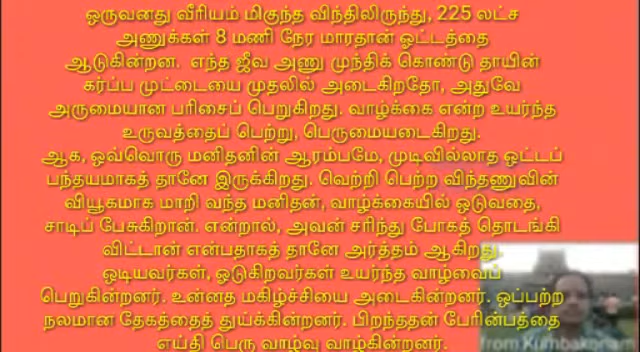 ஒருவனது வீரியம் மிகுந்த விந்திலிருந்து, 225 லட்ச
அணுக்கள் 8 மணி நேர மாரதான் ஓட்டத்தை
ஆடுகின்றன. எந்த ஜீவ அணு முந்திக் கொண்டு தாயின்
கர்ப்ப முட்டையை முதலில் அடைகிறதோ, அதுவே
அருமையான பரிசைப் பெறுகிறது. வாழ்க்கை என்ற உயர்ந்த
உருவத்தைப் பெற்று, பெருமையடைகிறது.
ஆக, ஒவ்வொரு மனிதனின் ஆரம்பமே, முடிவில்லாத ஒட்டப்
பந்தயமாகத் தானே இருக்கிறது. வெற்றி பெற்ற விந்தணுவின்
வியூகமாக மாறி வந்த மனிதன், வாழ்க்கையில் ஒடுவதை,
சாடிப் பேசுகிறான். என்றால், அவன் சரிந்து போகத் தொடங்கி
விட்டான் என்பதாகத் தானே அர்த்தம் ஆகிறது.
ஒடியவர்கள், ஓடுகிறவர்கள் உயர்ந்த வாழ்வைப்
பெறுகின்றனர். உன்னத மகிழ்ச்சியை அடைகின்றனர். ஒப்பற்ற
நலமான தேகத்தைத் துய்க்கின்றனர். பிறந்ததன் பேரின்பத்தை
எய்தி பெரு வாழ்வு வாழ்கின்றனர்.
from Kumbakonam